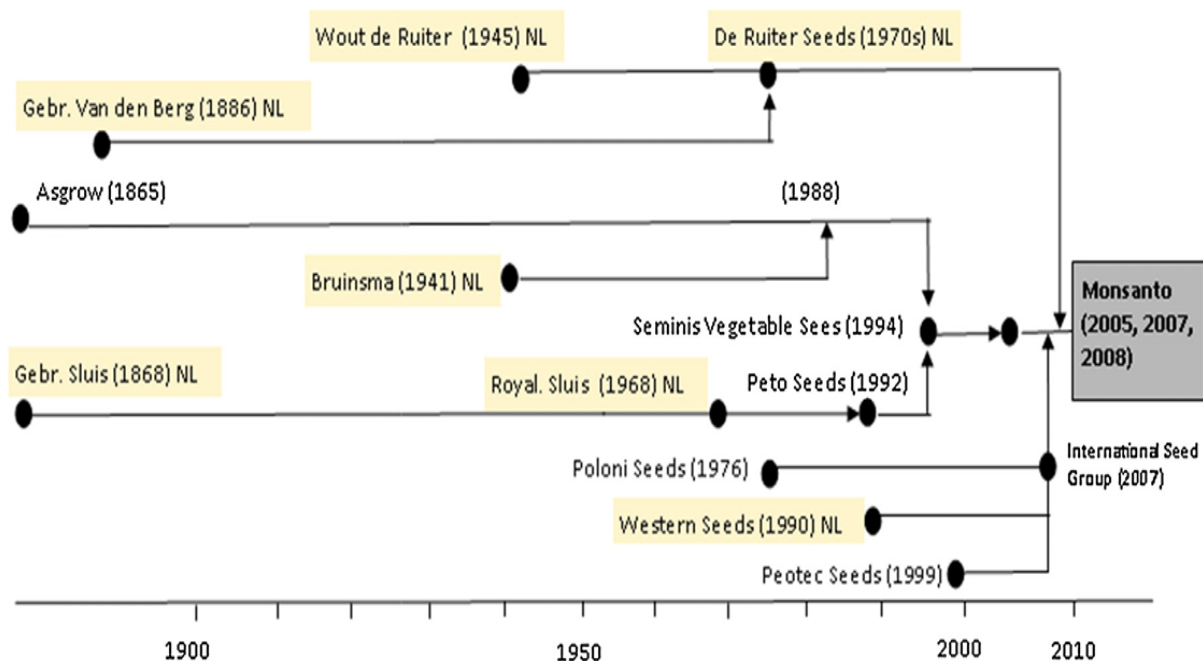 Wout de Ruiter (1945) NL
De Ruiter Seeds (1970s) NL
Gebr. Van den Berg (1886) NL
Asgrow (1865)
(1988)
Bruinsma (1941) NL
Monsanto
(2005, 2007,
2008)
Seminis Vegetable Sees (1994)
Gebr. Sluis (1868) NL
Royal. Sluis (1968) NL
Peto Seeds (1992)
Poloni Seeds (1976)
International Seed
Group (2007)
Western Seeds (1990) NL
Peotec Seeds (1999)
1900
1950
2000
2010